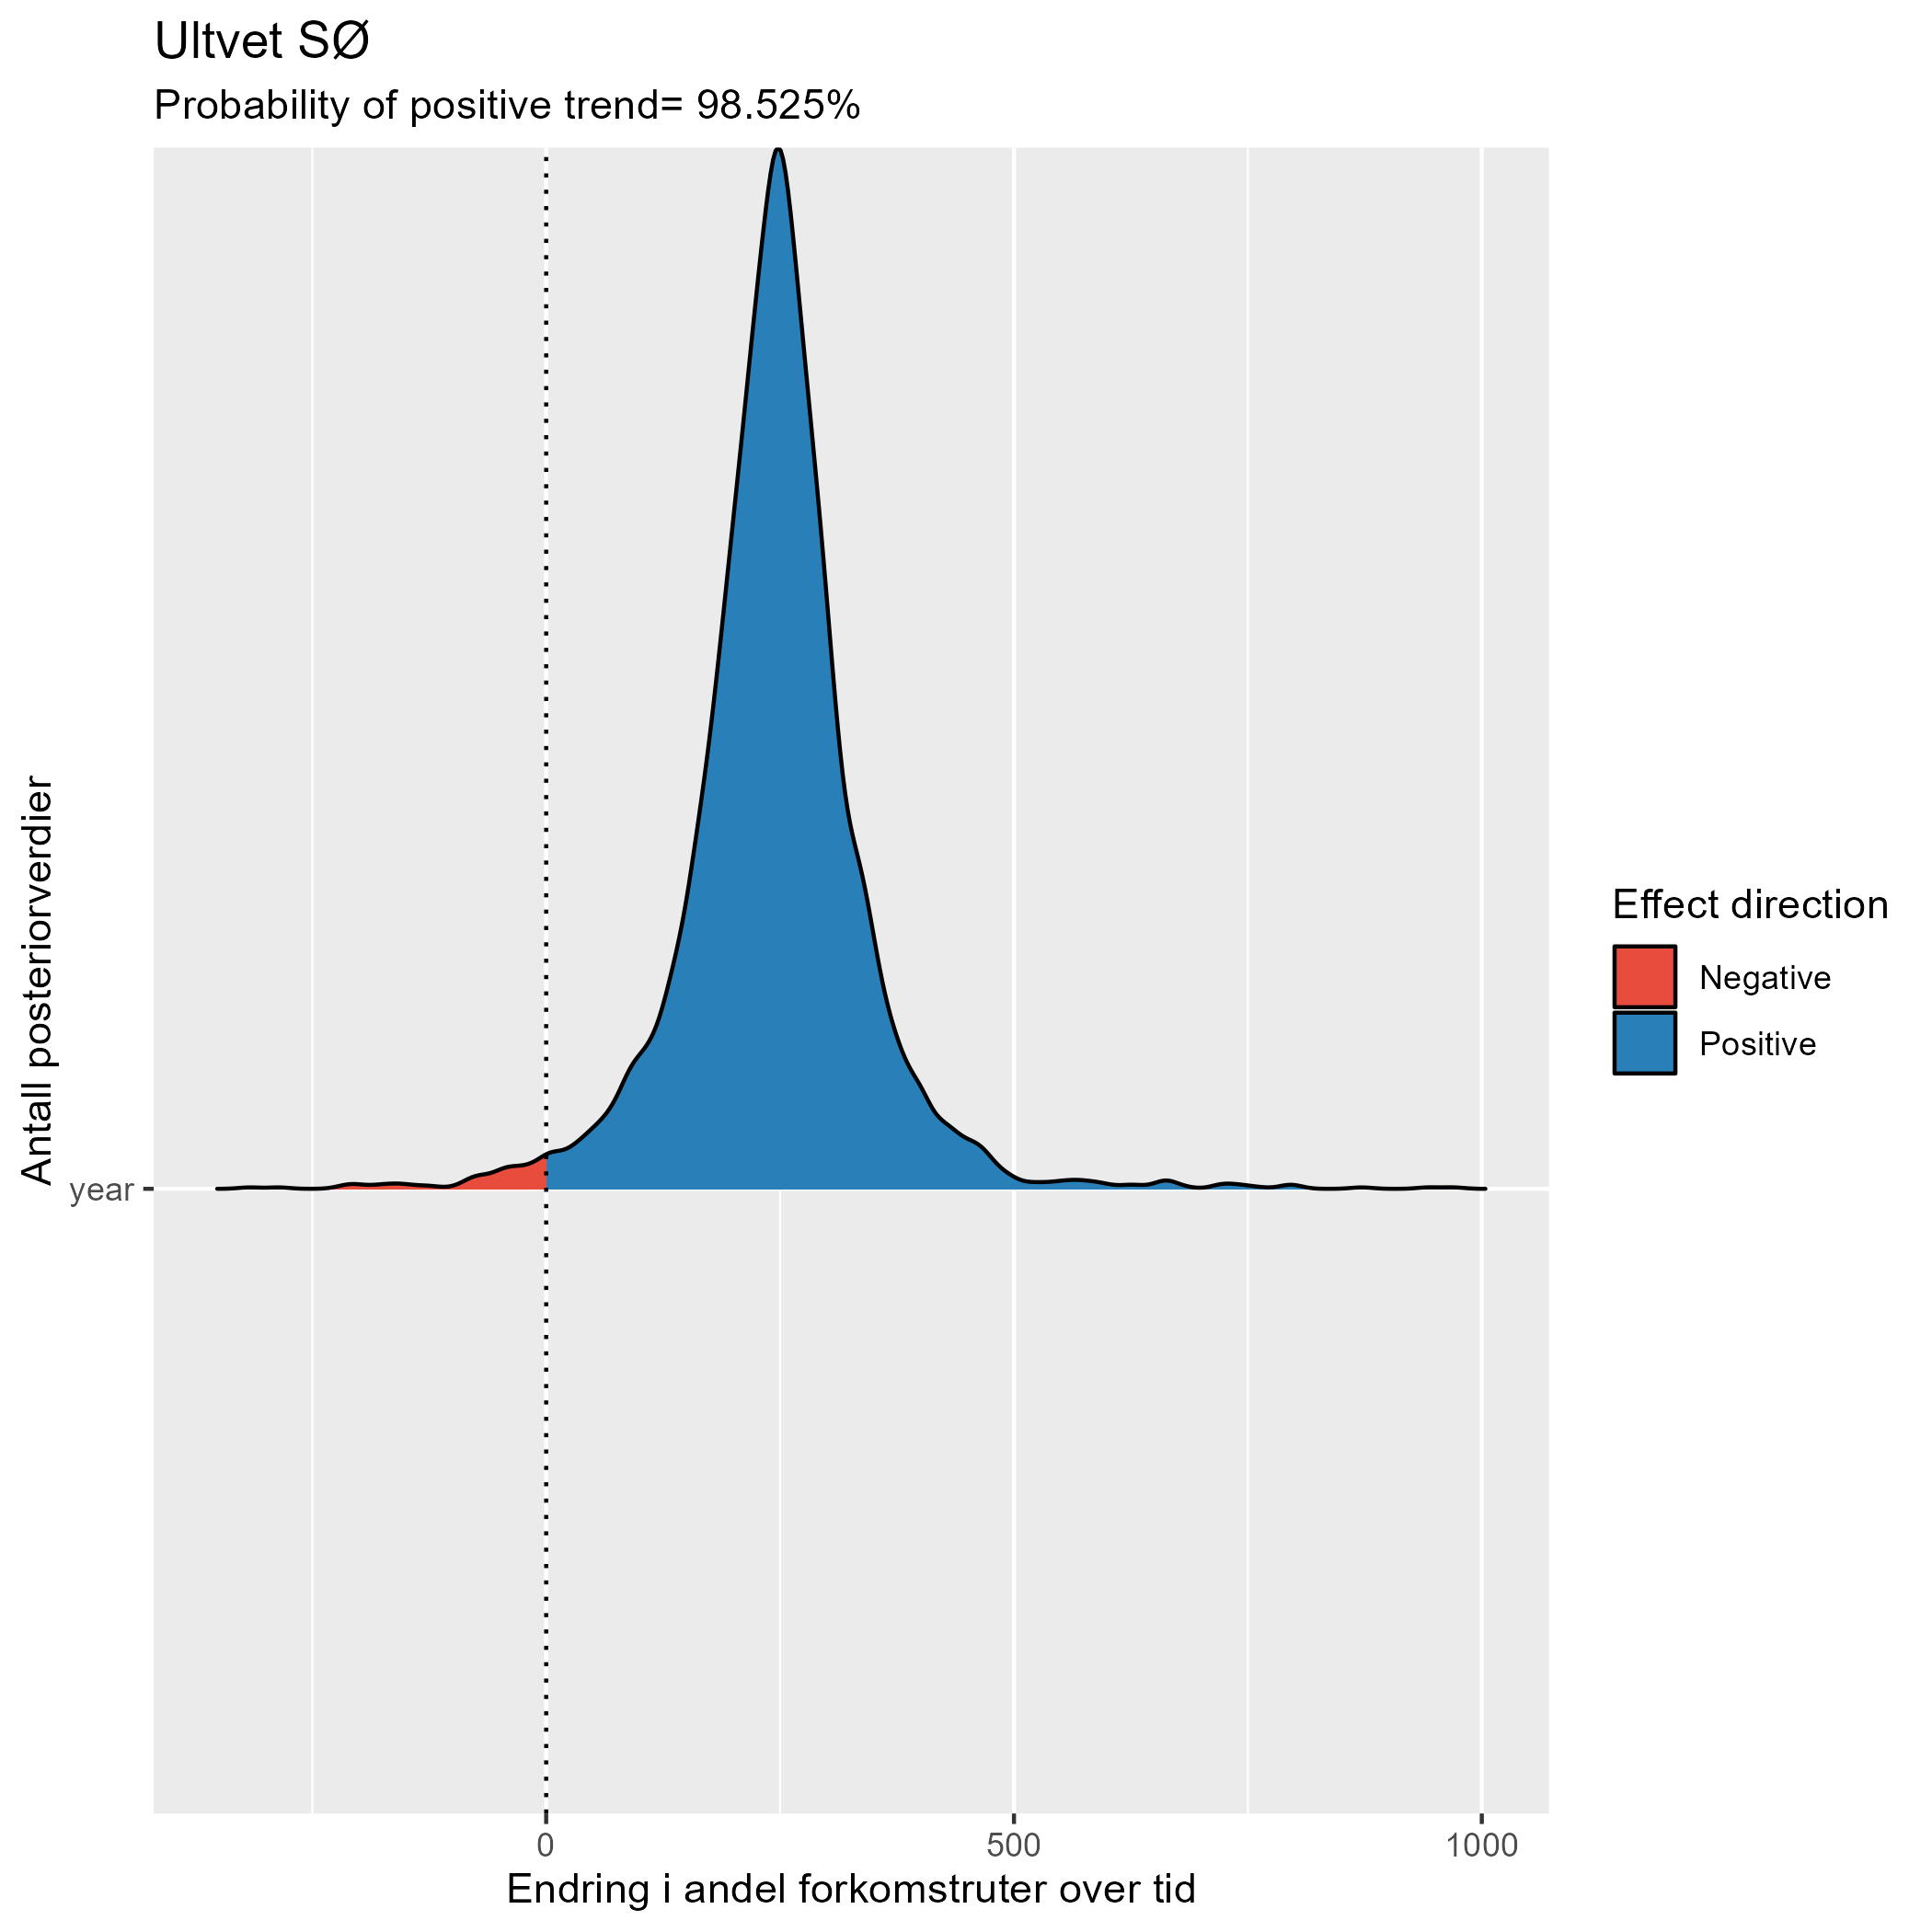 Ultvet SØ
Probability of positive trend= 98.525%
Antall posteriorverdier
year
Effect direction
Negative
Positive
0 500 1000
Endring i andel forkomstruter over tid